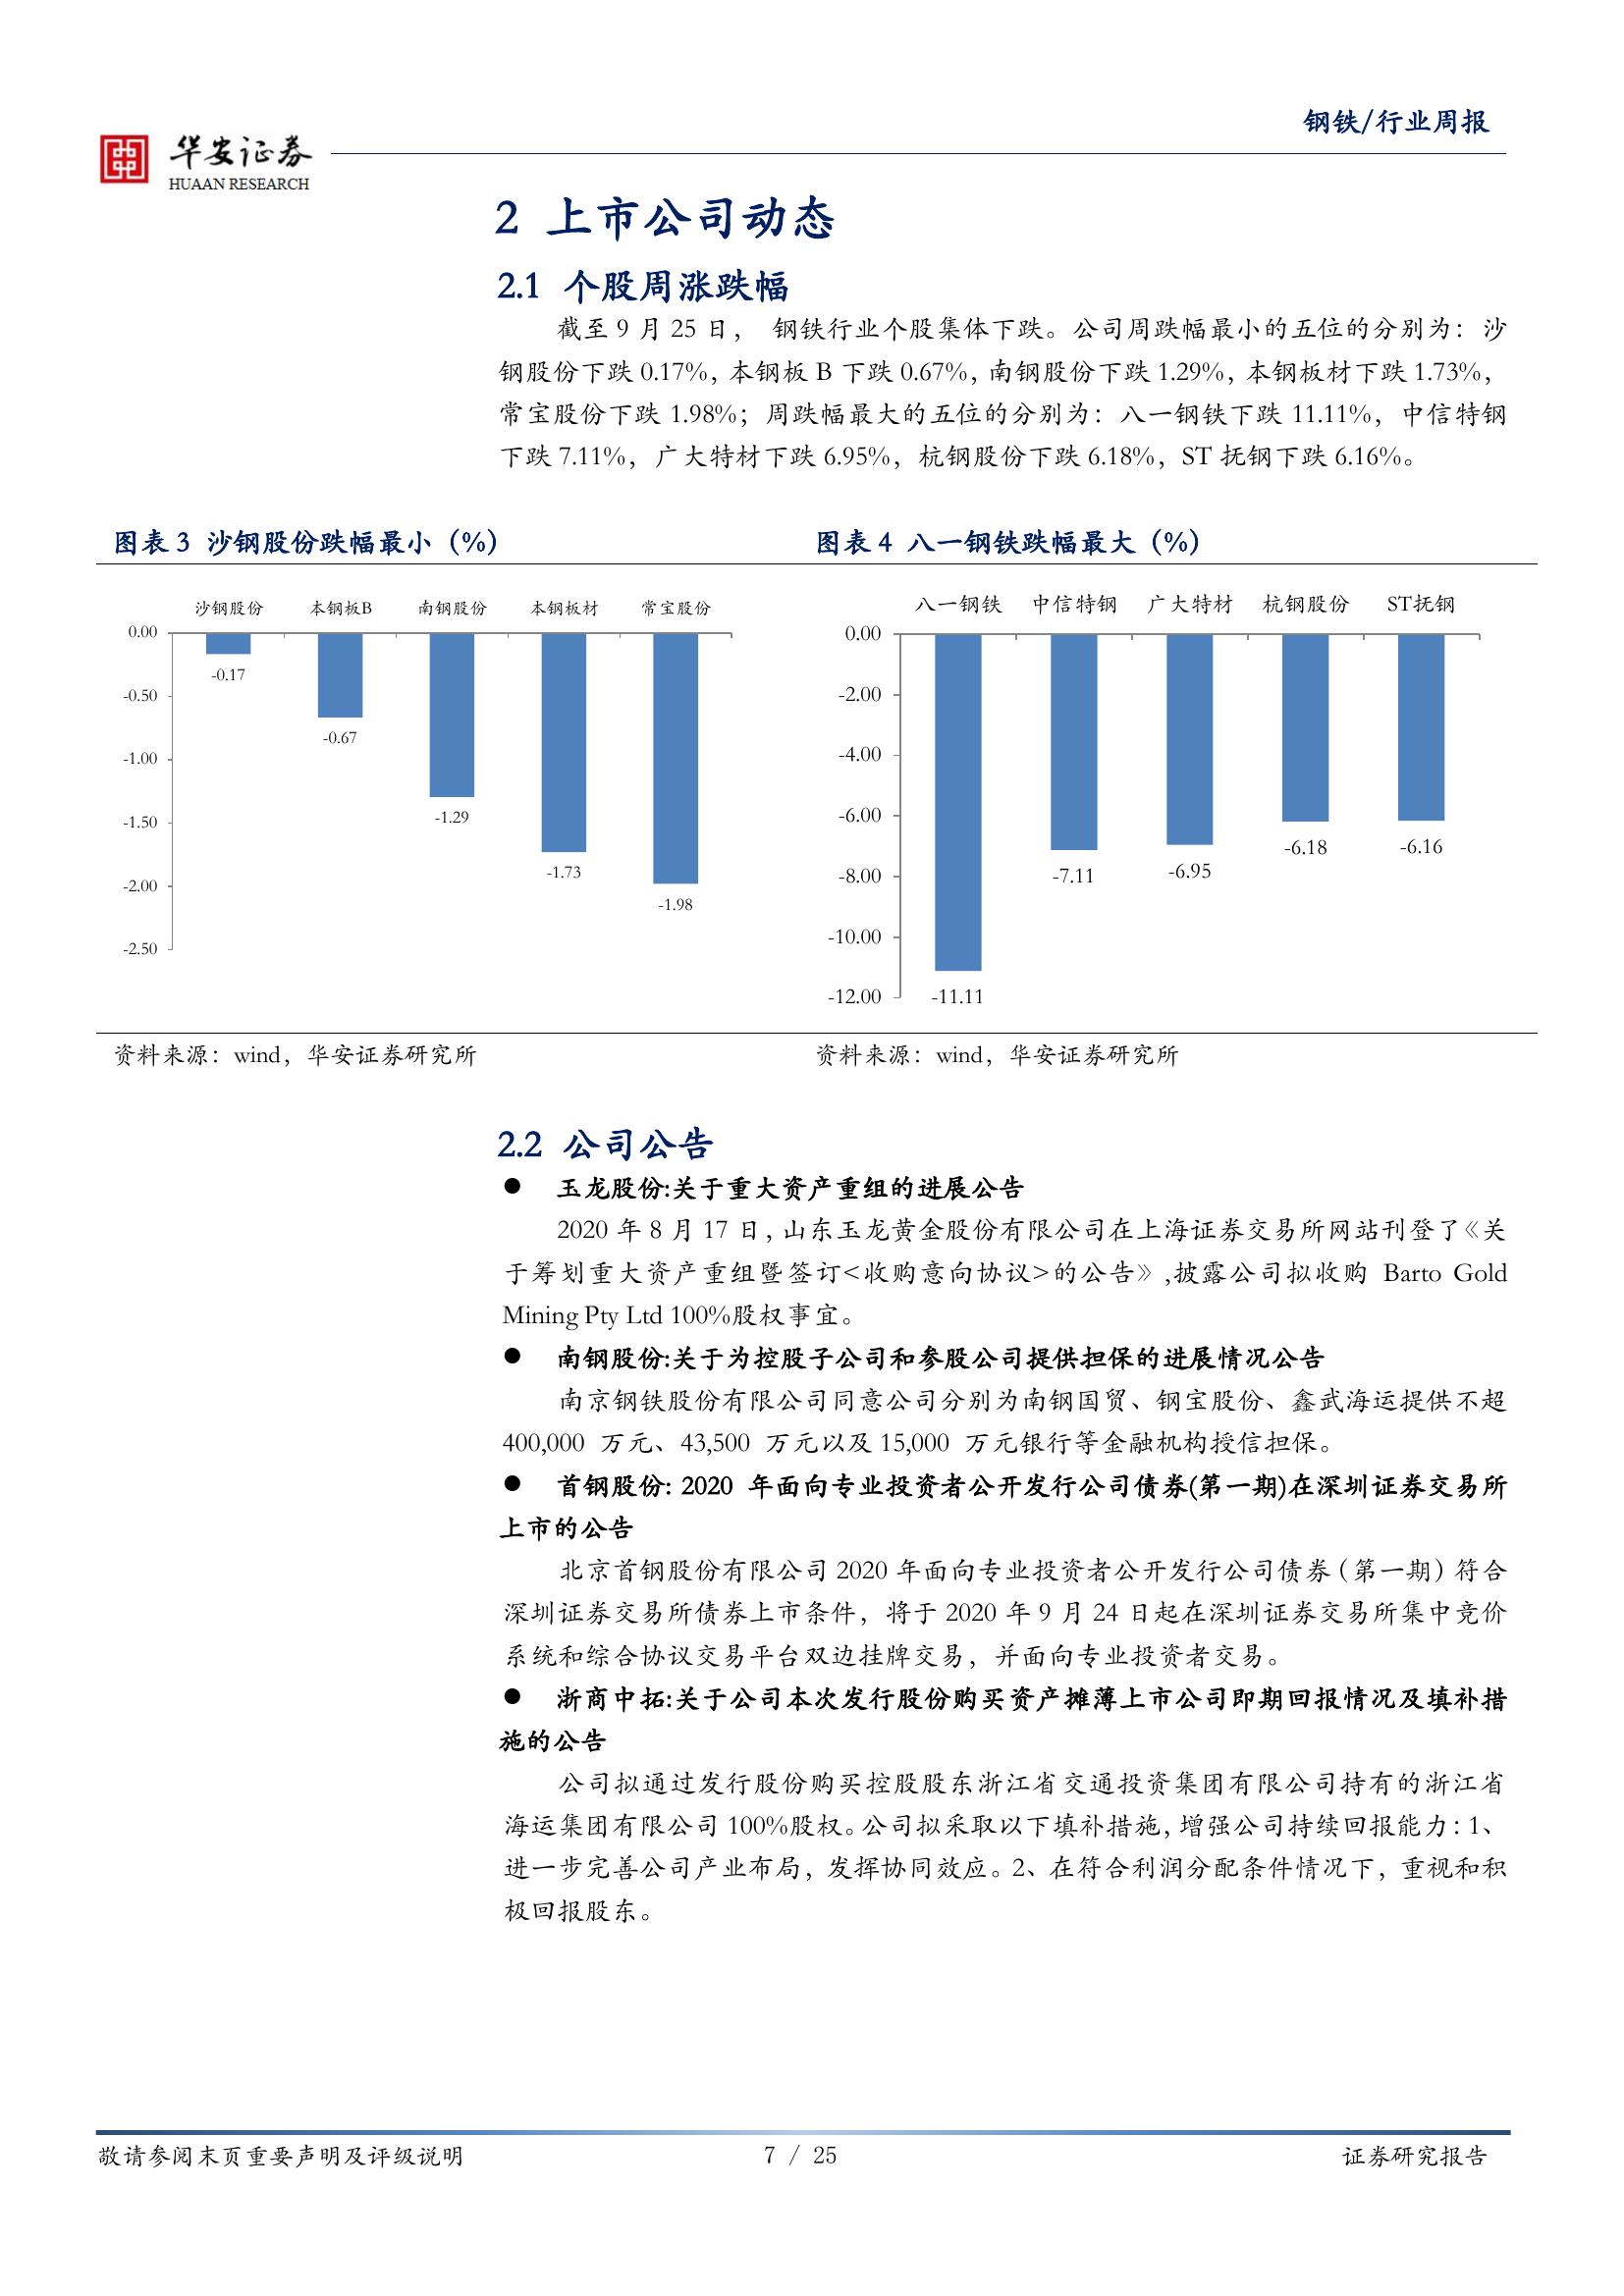 钢铁/行业周报
华安证券
HUAAN RESEARCH
2 上市公司动态
2.1 个股周涨跌幅
截至 9 月 25 日， 钢铁行业个股集体下跌。公司周跌幅最小的五位的分别为：沙
钢股份下跌 0.17%，本钢板 B 下跌 0.67%，南钢股份下跌 1.29%，本钢板材下跌 1.73%，
常宝股份下跌 1.98%；周跌幅最大的五位的分别为：八一钢铁下跌 11.11%，中信特钢
下跌 7.11%，广大特材下跌 6.95%，杭钢股份下跌 6.18%，ST 抚钢下跌 6.16%。
图表 3 沙钢股份跌幅最小（%）
沙钢股份 本钢板B 南钢股份 本钢板材 常宝股份
0.00
-0.50
-1.00
-1.50
-2.00
-2.50
-0.17
-0.67
-1.29
-1.73
-1.98
资料来源：wind，华安证券研究所
图表 4 八一钢铁跌幅最大（%）
八一钢铁 中信特钢 广大特材 杭钢股份 ST抚钢
0.00
-2.00
-4.00
-6.00
-8.00
-10.00
-12.00
-11.11
-7.11
-6.95
-6.18
-6.16
资料来源：wind，华安证券研究所
2.2 公司公告
● 玉龙股份:关于重大资产重组的进展公告
2020 年 8 月 17 日,山东玉龙黄金股份有限公司在上海证券交易所网站刊登了《关
于筹划重大资产重组暨签订<收购意向协议>的公告》,披露公司拟收购 Barto Gold
Mining Pty Ltd 100%股权事宜。
● 南钢股份:关于为控股子公司和参股公司提供担保的进展情况公告
南京钢铁股份有限公司同意公司分别为南钢国贸、钢宝股份、鑫武海运提供不超
400,000 万元、43,500 万元以及 15,000 万元银行等金融机构授信担保。
● 首钢股份: 2020 年面向专业投资者公开发行公司债券(第一期)在深圳证券交易所
上市的公告
北京首钢股份有限公司 2020 年面向专业投资者公开发行公司债券（第一期）符合
深圳证券交易所债券上市条件，将于 2020 年 9 月 24 日起在深圳证券交易所集中竞价
系统和综合协议交易平台双边挂牌交易，并面向专业投资者交易。
● 浙商中拓:关于公司本次发行股份购买资产摊薄上市公司即期回报情况及填补措
施的公告
公司拟通过发行股份购买控股股东浙江省交通投资集团有限公司持有的浙江省
海运集团有限公司 100%股权。公司拟采取以下填补措施，增强公司持续回报能力：1、
进一步完善公司产业布局，发挥协同效应。2、在符合利润分配条件情况下，重视和积
极回报股东。
敬请参阅末页重要声明及评级说明
7 / 25
证券研究报告